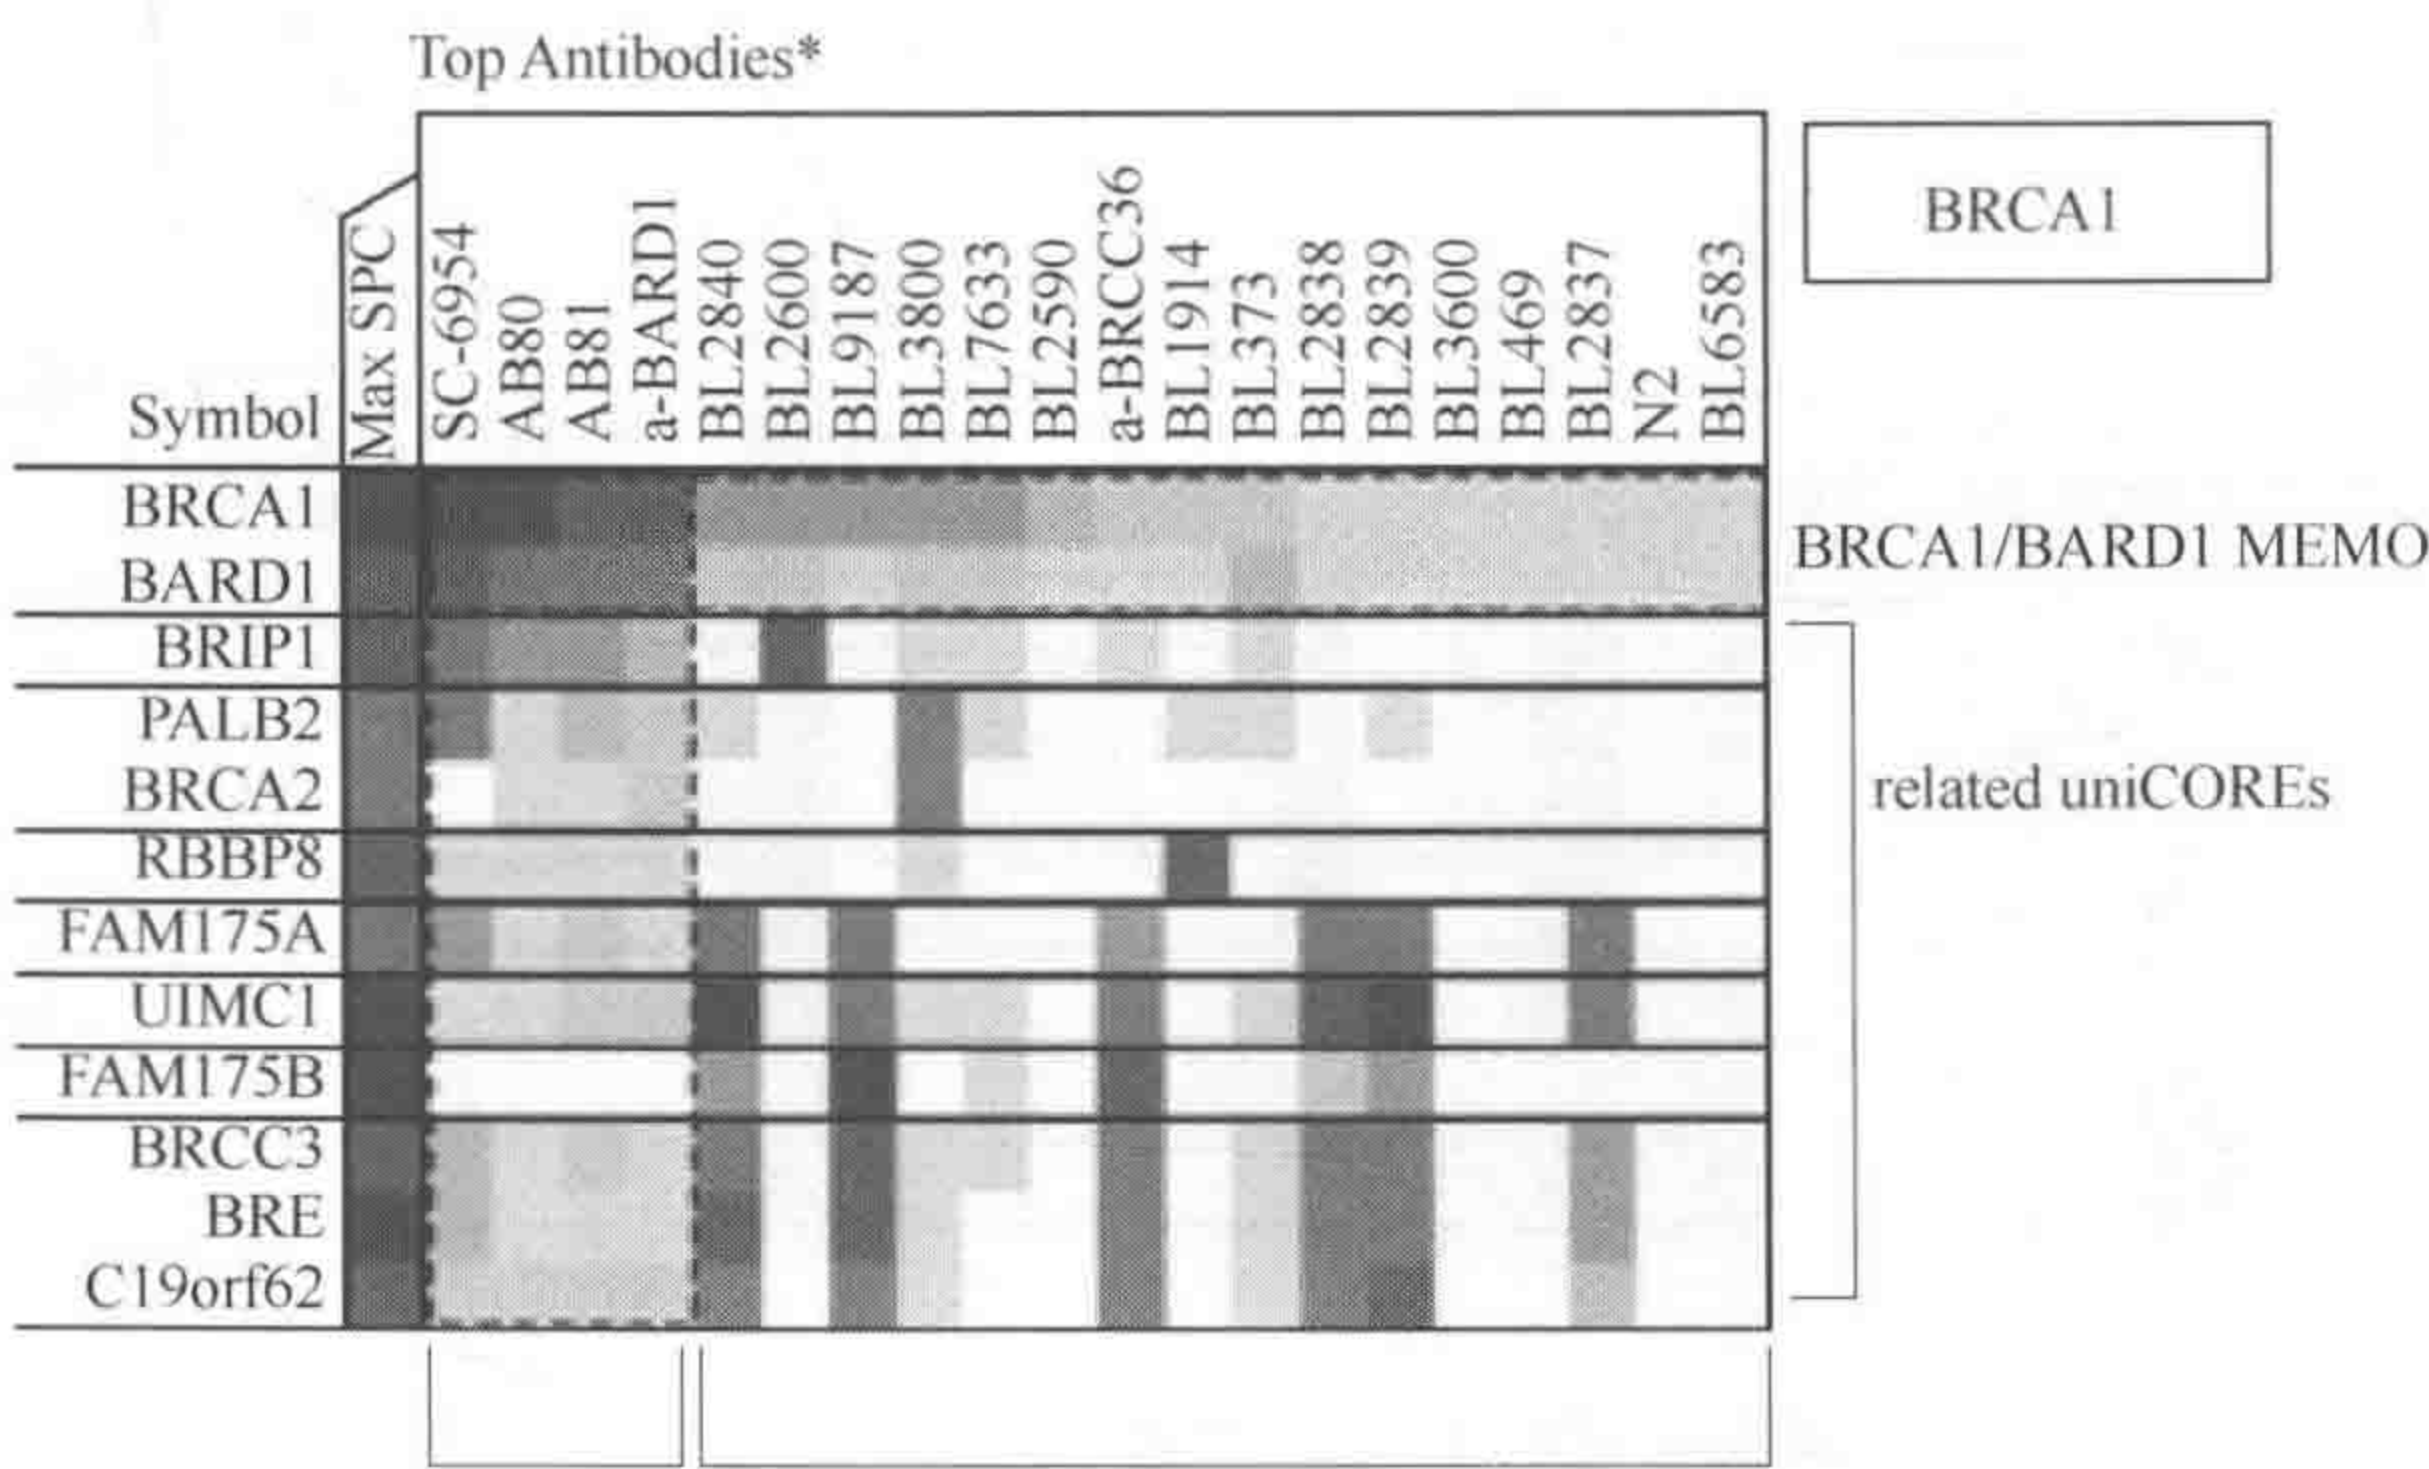 Top Antibodies*
BRCA1
Symbol
Max SPC
SC-6954
AB80
AB81
a-BARD1
BL2840
BL2600
BL9187
BL3800
BL7633
BL2590
a-BRCC36
BL1914
BL373
BL2838
BL2839
BL3600
BL469
BL2837
N2
BL6583
BRCA1
BARD1
BRCA1/BARD1 MEMO
BRIP1
PALB2
BRCA2
related uniCOREs
RBBP8
FAM175A
UIMC1
FAM175B
BRCC3
BRE
C19orf62